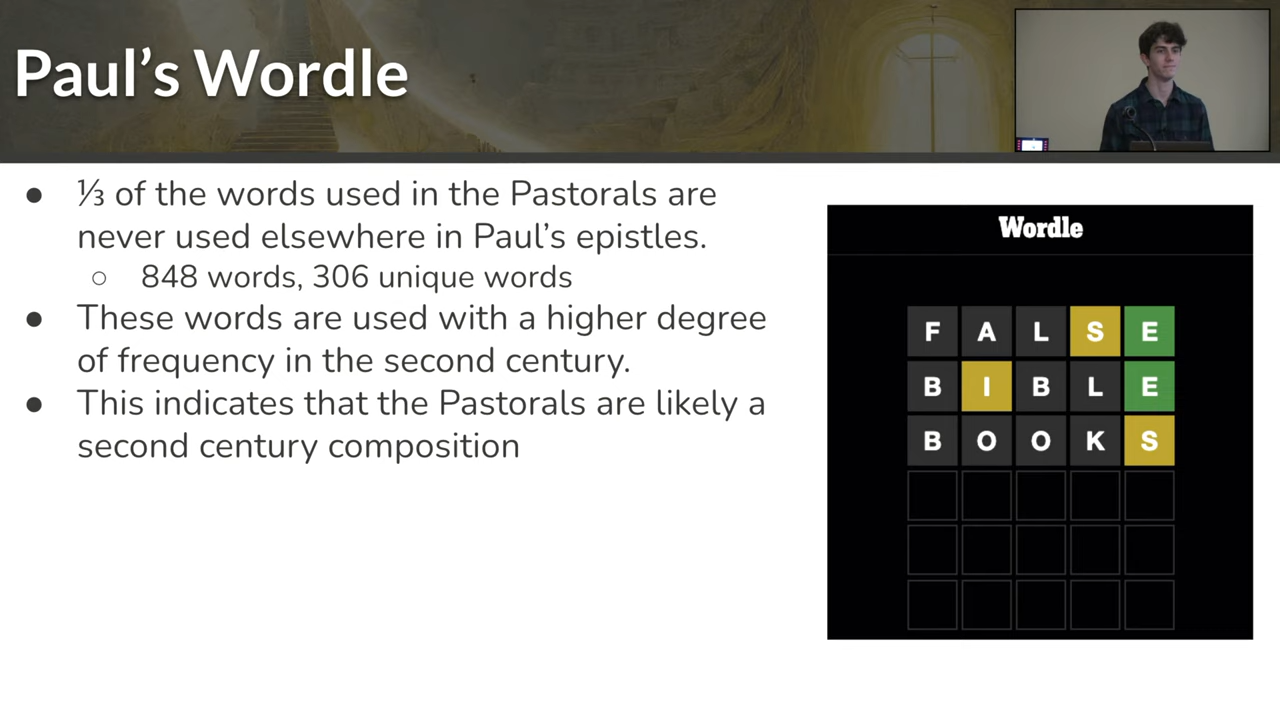 Paul’s Wordle
● ⅓ of the words used in the Pastorals are
never used elsewhere in Paul’s epistles.
○ 848 words, 306 unique words
● These words are used with a higher degree
of frequency in the second century.
● This indicates that the Pastorals are likely a
second century composition
Wordle
F A L S E
B I B L E
B O O K S